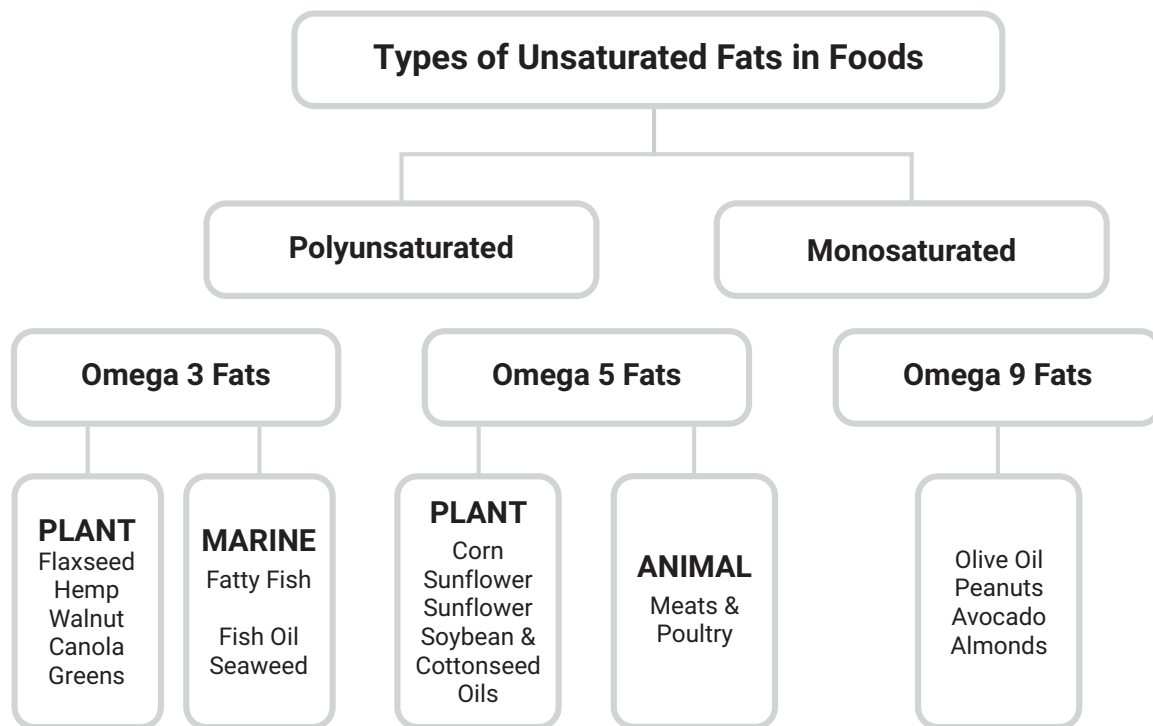 Types of Unsaturated Fats in Foods
Polyunsaturated
Monosaturated
Omega 3 Fats
Omega 5 Fats
Omega 9 Fats
PLANT
Flaxseed
Hemp
Walnut
Canola
Greens
MARINE
Fatty Fish
Fish Oil
Seaweed
PLANT
Corn
Sunflower
Sunflower
Soybean &
Cottonseed
Oils
ANIMAL
Meats &
Poultry
Olive Oil
Peanuts
Avocado
Almonds